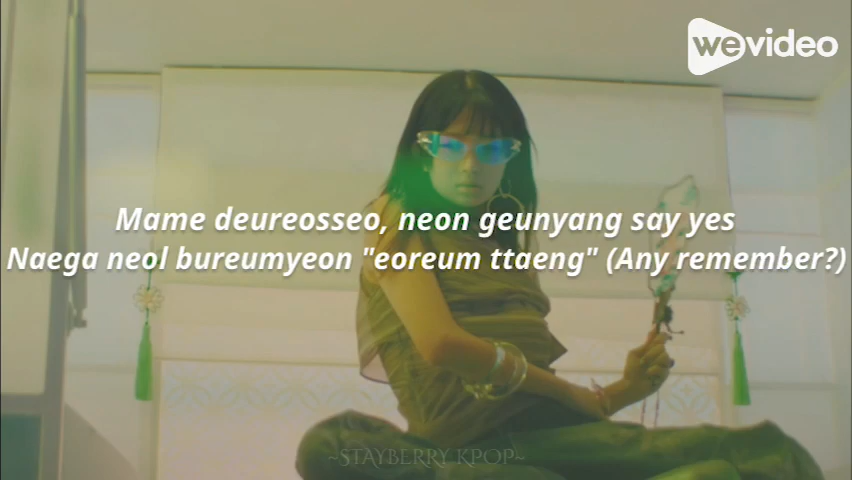 wevideo
Mame deureosseo, neon geunyang say yes
Naega neol bureumyeon "eoreum ttaeng" (Any remember?)
~STAYBERRY KPOP~